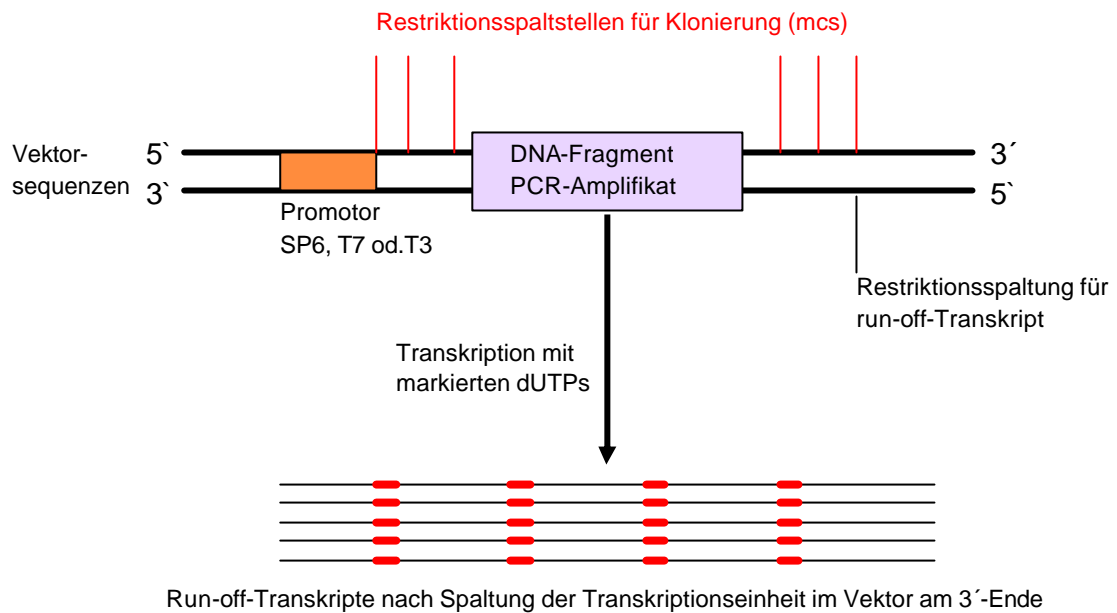 Restriktionsspaltstellen für Klonierung (mcs)
Vektor-
sequenzen
5`
3`
DNA-Fragment
PCR-Amplifikat
3´
5`
Promotor
SP6, T7 od.T3
Restriktionsspaltung für
run-off-Transkript
Transkription mit
markierten dUTPs
Run-off-Transkripte nach Spaltung der Transkriptionseinheit im Vektor am 3´-Ende